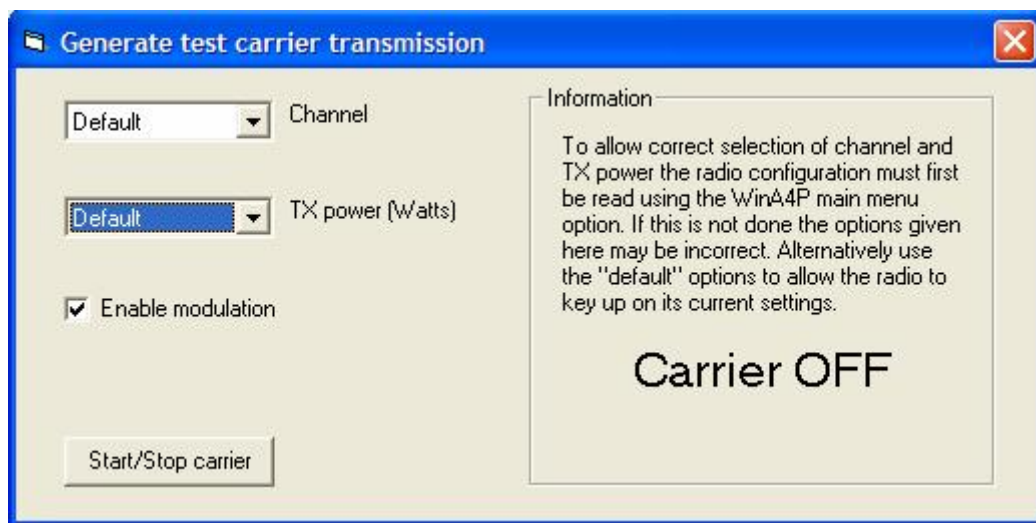 Generate test carrier transmission
Default
Channel
Default
TX power (Watts)
Enable modulation
Start/Stop carrier
Information
To allow correct selection of channel and
TX power the radio configuration must first
be read using the WinA4P main menu
option. If this is not done the options given
here may be incorrect. Alternatively use
the "default" options to allow the radio to
key up on its current settings.
Carrier OFF